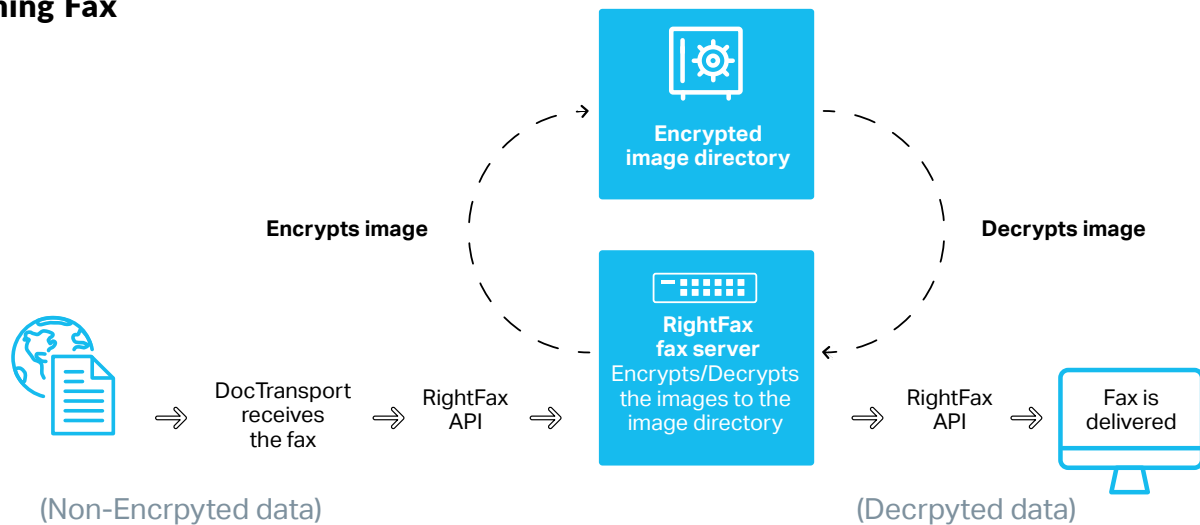 ning Fax
Encrypted
image directory
Encrypts image
Decrypts image
RightFax
fax server
Encrypts/Decrypts
the images to the
image directory
DocTransport
receives
the fax
RightFax
API
RightFax
API
Fax is
delivered
(Non-Encrpyted data)
(Decrpyted data)